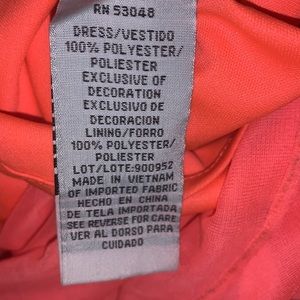 RN 53048
DRESS/VESTIDO
100% POLYESTER/
POLIESTER
EXCLUSIVE OF
DECORATION
EXCLUSIVO DE
DECORACION
LINING/FORRO
100% POLYESTER/
POLIESTER
LOT/LOTE:900952
MADE IN VIETNAM
OF IMPORTED FABRIC
HECHO EN CHINA
DE TELA IMPORTADA
SEE REVERSE FOR CARE/
VER AL DORSO PARA
CUIDADO